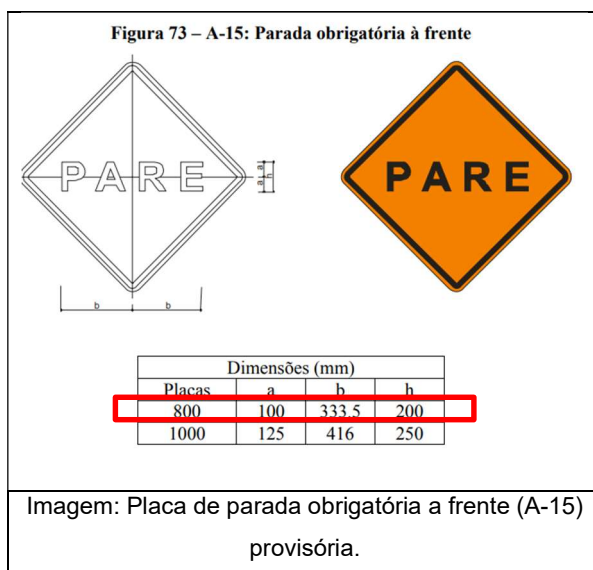 Figura 73 – A-15: Parada obrigatória à frente
PARE
a
a
h
b
b
PARE
Dimensões (mm)
Placas a b h
800 100 333.5 200
1000 125 416 250
Imagem: Placa de parada obrigatória a frente (A-15)
provisória.